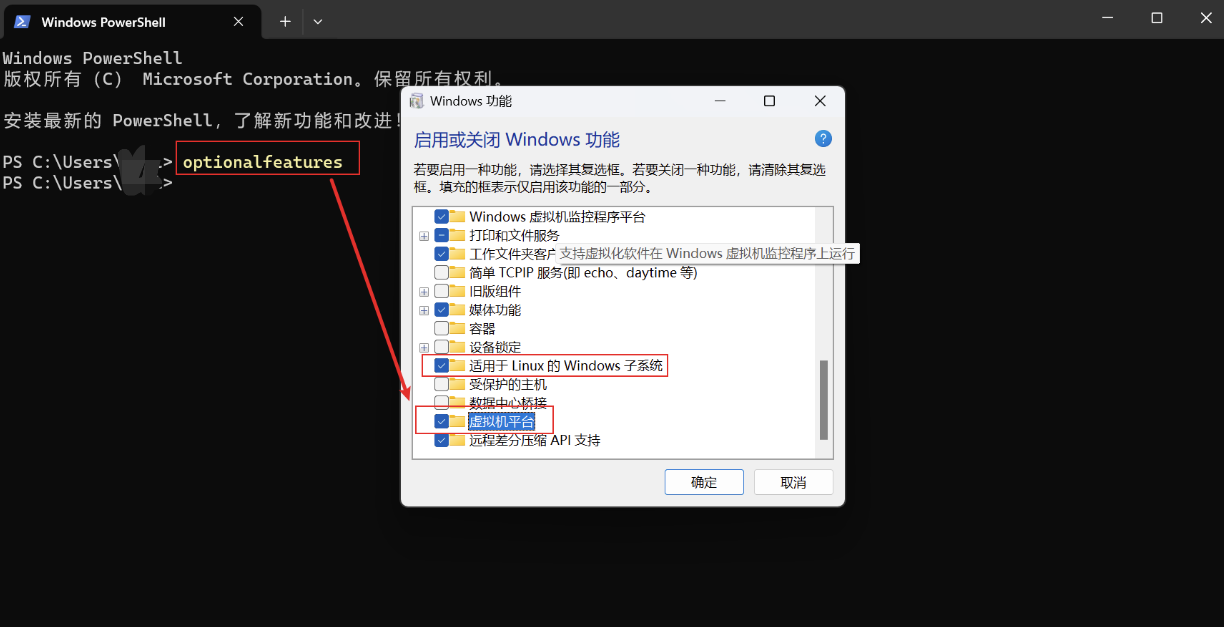 Windows PowerShell
Windows PowerShell
版权所有 (C) Microsoft Corporation。保留所有权利。
安装最新的 PowerShell，了解新功能和改进！
PS C:\Users\ > optionalfeatures
PS C:\Users\ >
Windows 功能
启用或关闭 Windows 功能
?
若要启用一种功能，请选择其复选框。若要关闭一种功能，请清除其复选
框。填充的框表示仅启用该功能的一部分。
Windows 虚拟机监控程序平台
打印和文件服务
工作文件夹客户
支持虚拟化软件在 Windows 虚拟机监控程序上运行
简单 TCPIP 服务(即 echo、daytime 等)
旧版组件
媒体功能
容器
设备锁定
适用于 Linux 的 Windows 子系统
受保护的主机
数据中心桥接
虚拟机平台
远程差分压缩 API 支持
确定
取消